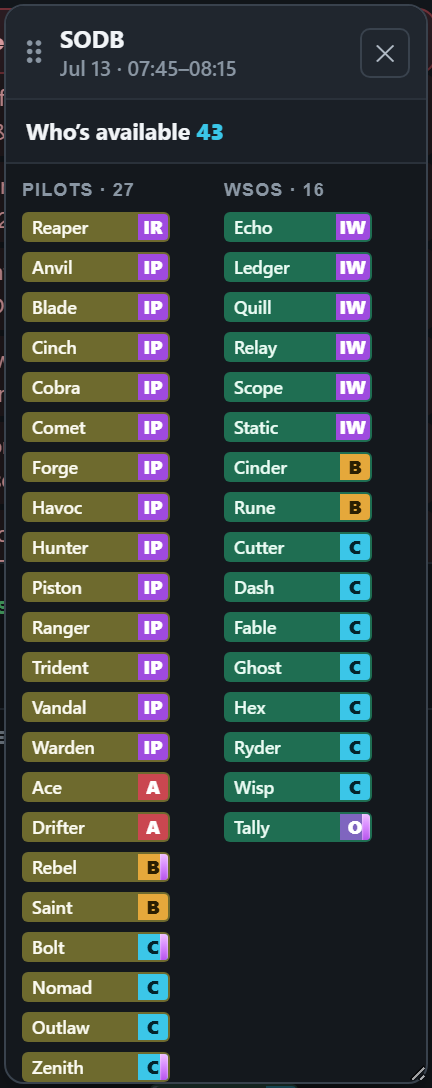 SODB
Jul 13 · 07:45–08:15
Who's available 43
PILOTS · 27
Reaper IR
Anvil IP
Blade IP
Cinch IP
Cobra IP
Comet IP
Forge IP
Havoc IP
Hunter IP
Piston IP
Ranger IP
Trident IP
Vandal IP
Warden IP
Ace A
Drifter A
Rebel B
Saint B
Bolt C
Nomad C
Outlaw C
Zenith C
WSOS · 16
Echo IW
Ledger IW
Quill IW
Relay IW
Scope IW
Static IW
Cinder B
Rune B
Cutter C
Dash C
Fable C
Ghost C
Hex C
Ryder C
Wisp C
Tally O